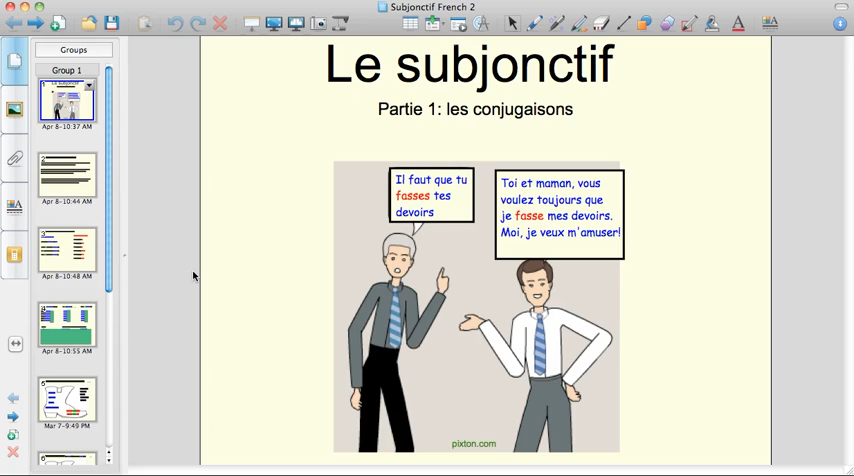 Subjonctif French 2
Groups
Group 1
Apr 8-10:37 AM
Apr 8-10:44 AM
Apr 8-10:48 AM
Apr 8-10:55 AM
Mar 7-9:49 PM
Le subjonctif
Partie 1: les conjugaisons
Il faut que tu
fasses tes
devoirs
Toi et maman, vous
voulez toujours que
je fasse mes devoirs.
Moi, je veux m'amuser!
pixton.com